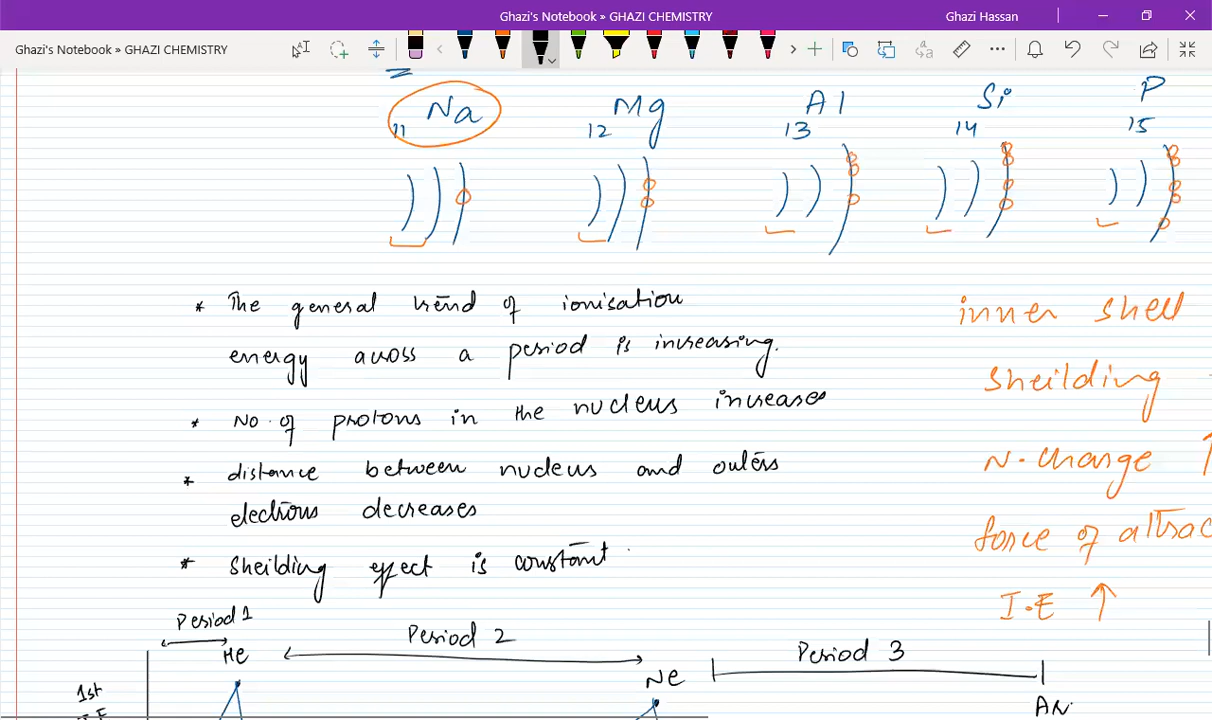 Ghazi's Notebook » GHAZI CHEMISTRY
Ghazi Hassan
Ghazi's Notebook » GHAZI CHEMISTRY
Na Mg Al Si P
11 12 13 14 15
* The general trend of ionisation
energy across a period is increasing.
* No. of protons in the nucleus increases
* distance between nucleus and outers
electrons decreases
* Sheilding effect is constant
inner shell
sheilding
N. Charge ↑
force of attrac
I.E ↑
Period 1
He
Period 2
Ne
Period 3
AN
1st
I.E